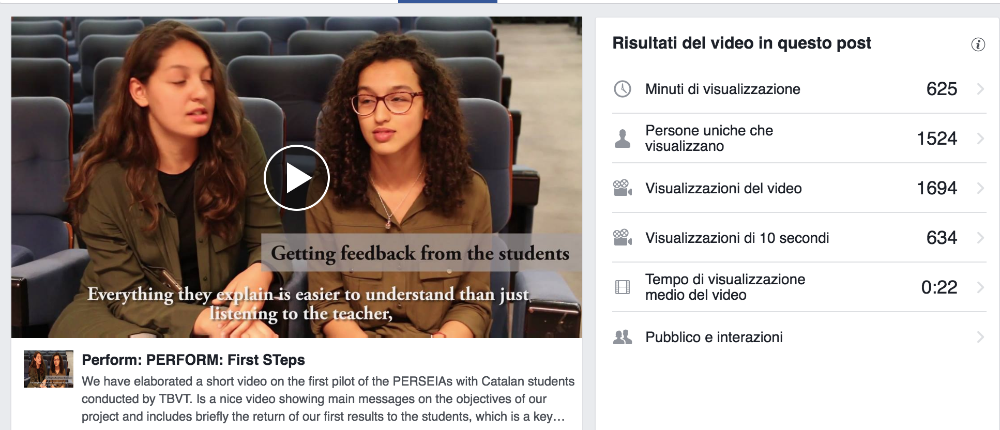 Getting feedback from the students
Everything they explain is easier to understand than just
listening to the teacher,
Perform: PERFORM: First STeps
We have elaborated a short video on the first pilot of the PERSEIAs with Catalan students
conducted by TBVT. Is a nice video showing main messages on the objectives of our
project and includes briefly the return of our first results to the students, which is a key…
Risultati del video in questo post
Minuti di visualizzazione 625
Persone uniche che
visualizzano 1524
Visualizzazioni del video 1694
Visualizzazioni di 10 secondi 634
Tempo di visualizzazione
medio del video 0:22
Pubblico e interazioni